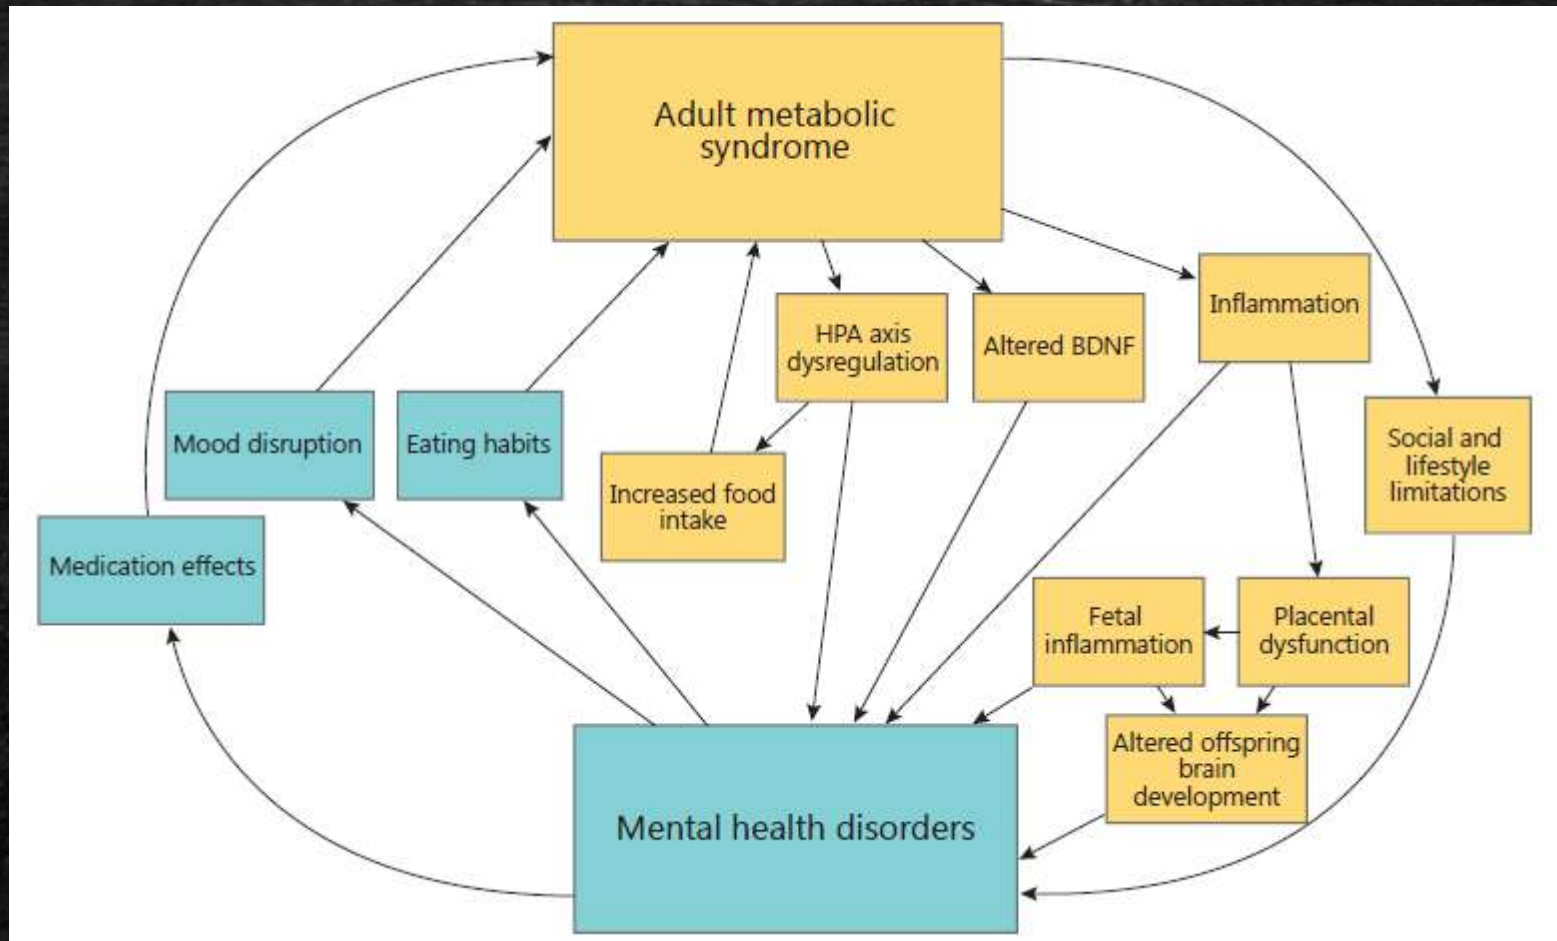 Adult metabolic
syndrome
Inflammation
HPA axis
dysregulation
Altered BDNF
Mood disruption
Eating habits
Social and
lifestyle
limitations
Increased food
intake
Medication effects
Fetal
inflammation
Placental
dysfunction
Altered offspring
brain
development
Mental health disorders